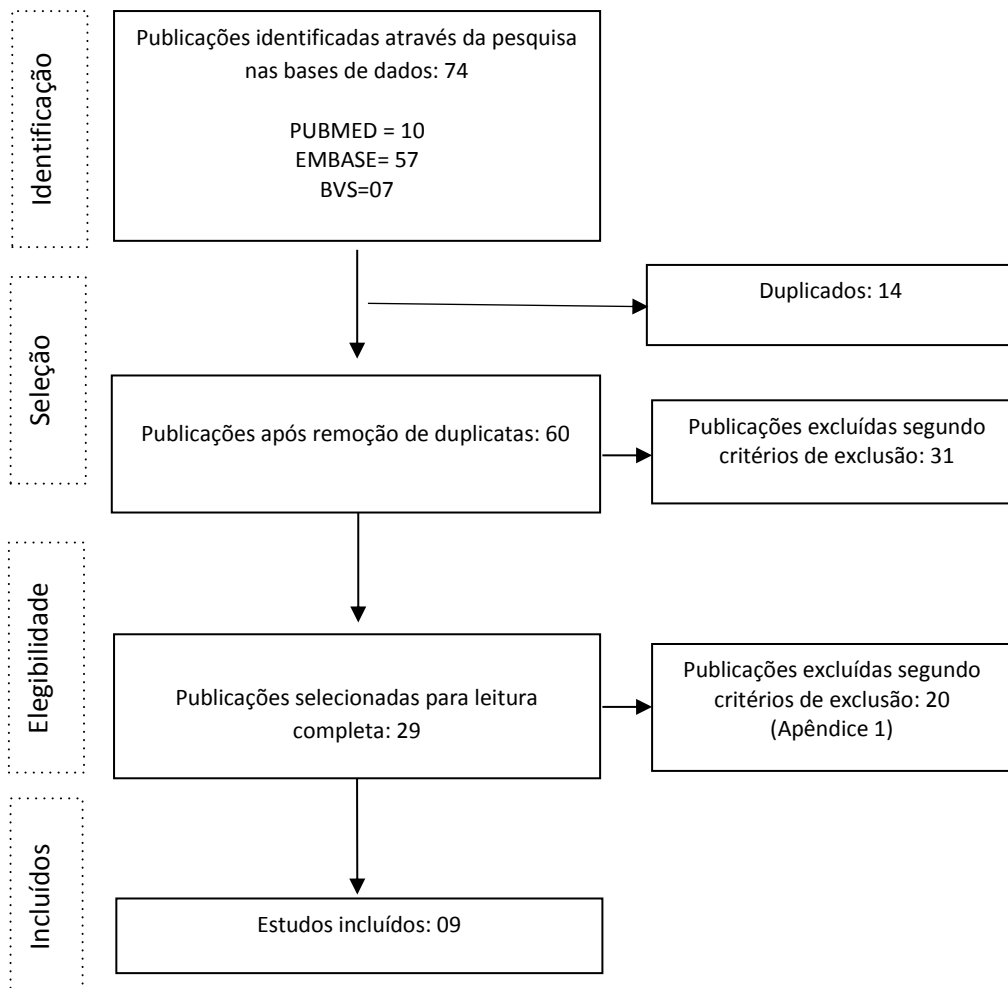 Identificação
Publicações identificadas através da pesquisa
nas bases de dados: 74
PUBMED = 10
EMBASE= 57
BVS=07
Seleção
Duplicados: 14
Publicações após remoção de duplicatas: 60
Publicações excluídas segundo
critérios de exclusão: 31
Elegibilidade
Publicações selecionadas para leitura
completa: 29
Publicações excluídas segundo
critérios de exclusão: 20
(Apêndice 1)
Incluídos
Estudos incluídos: 09